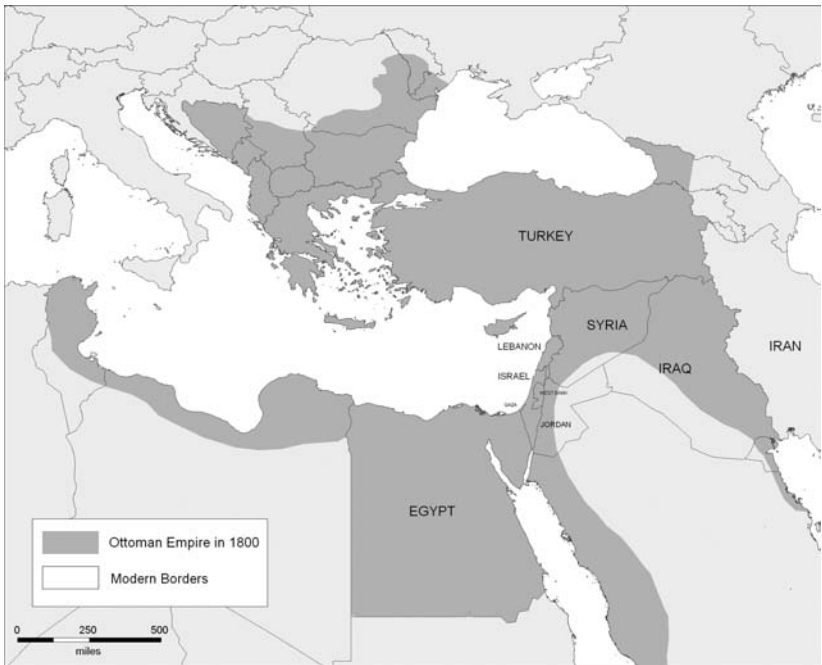 TURKEY
SYRIA
LEBANON
IRAN
IRAQ
ISRAEL
WEST BANK
GAZA
JORDAN
EGYPT
Ottoman Empire in 1800
Modern Borders
0 250 500
miles